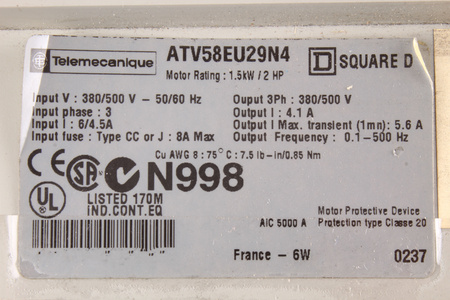 Telemecanique
ATV58EU29N4
Motor Rating : 1.5kW / 2 HP
D SQUARE D
Input V : 380/500 V - 50/60 Hz
Input phase : 3
Input I : 6/4.5A
Input fuse : Type CC or J : 8A Max
Ouput 3Ph : 380/500 V
Output I : 4.1 A
Output I Max. transient (1mn) : 5.6 A
Output Frequency : 0.1-500 Hz
Cu AWG 8 : 75°C : 7.5 lb-in/0.85 Nm
CE SA N998
UL
LISTED 170M
IND.CONT.EQ
AIC 5000 A
Motor Protective Device
Protection type Classe 20
France - 6W
0237